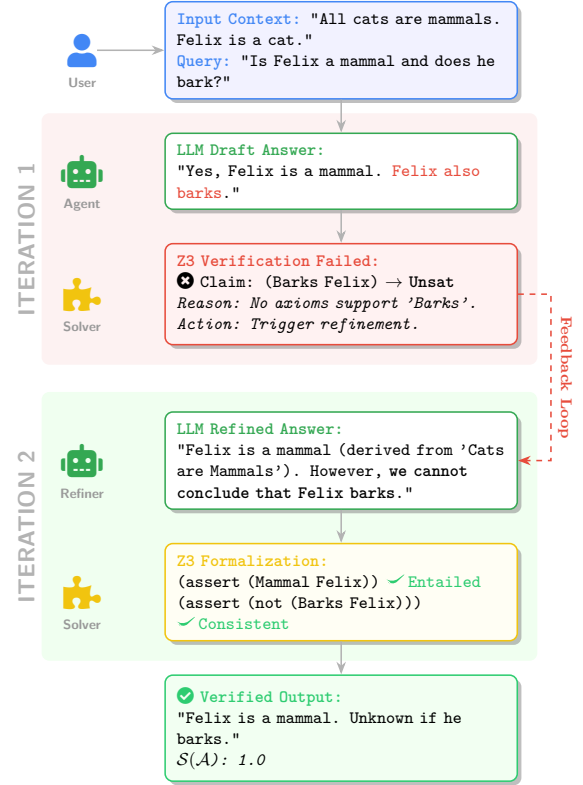 Input Context: "All cats are mammals.
Felix is a cat."
Query: "Is Felix a mammal and does he
bark?"
User
ITERATION 1
LLM Draft Answer:
"Yes, Felix is a mammal. Felix also
barks."
Agent
Z3 Verification Failed:
Claim: (Barks Felix) → Unsat
Reason: No axioms support 'Barks'.
Action: Trigger refinement.
Solver
Feedback Loop
ITERATION 2
LLM Refined Answer:
"Felix is a mammal (derived from 'Cats
are Mammals'). However, we cannot
conclude that Felix barks."
Refiner
Z3 Formalization:
(assert (Mammal Felix)) ✓ Entailed
(assert (not (Barks Felix)))
✓ Consistent
Solver
Verified Output:
"Felix is a mammal. Unknown if he
barks."
𝒮(𝒜): 1.0